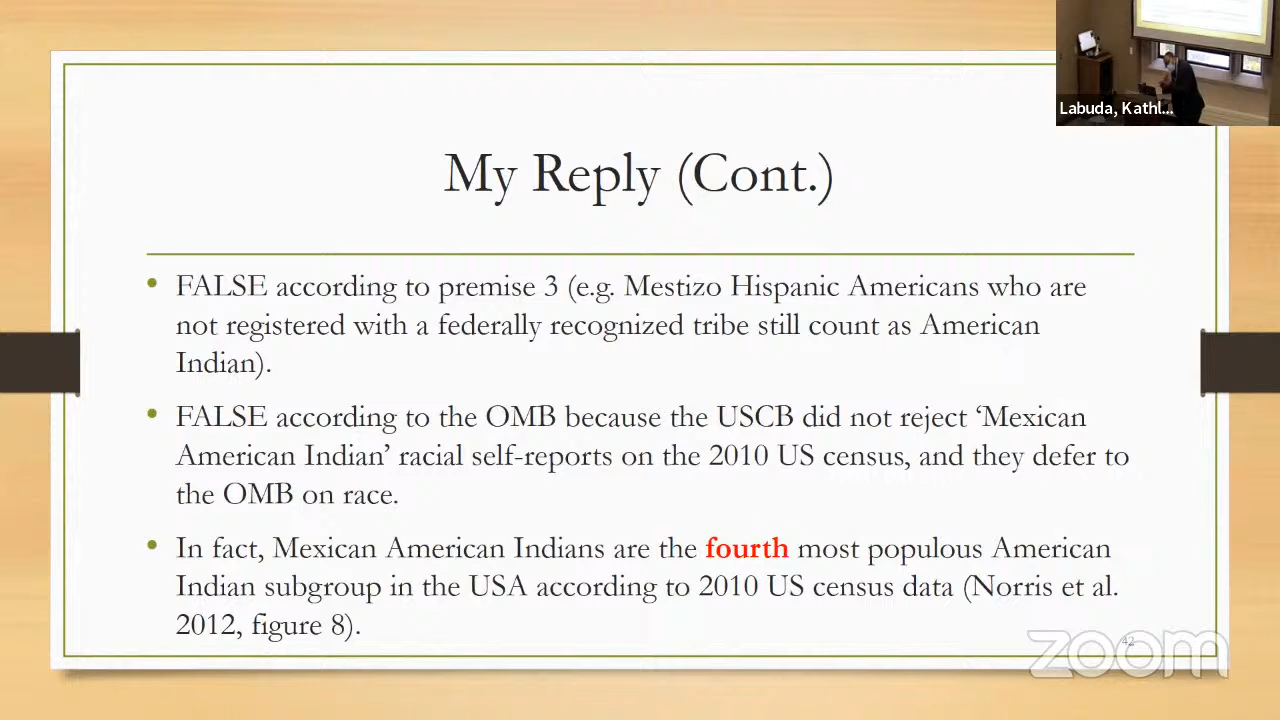 Labuda, Kathl...
My Reply (Cont.)
• FALSE according to premise 3 (e.g. Mestizo Hispanic Americans who are
not registered with a federally recognized tribe still count as American
Indian).
• FALSE according to the OMB because the USCB did not reject ‘Mexican
American Indian’ racial self-reports on the 2010 US census, and they defer to
the OMB on race.
• In fact, Mexican American Indians are the fourth most populous American
Indian subgroup in the USA according to 2010 US census data (Norris et al.
2012, figure 8).
42
zoom